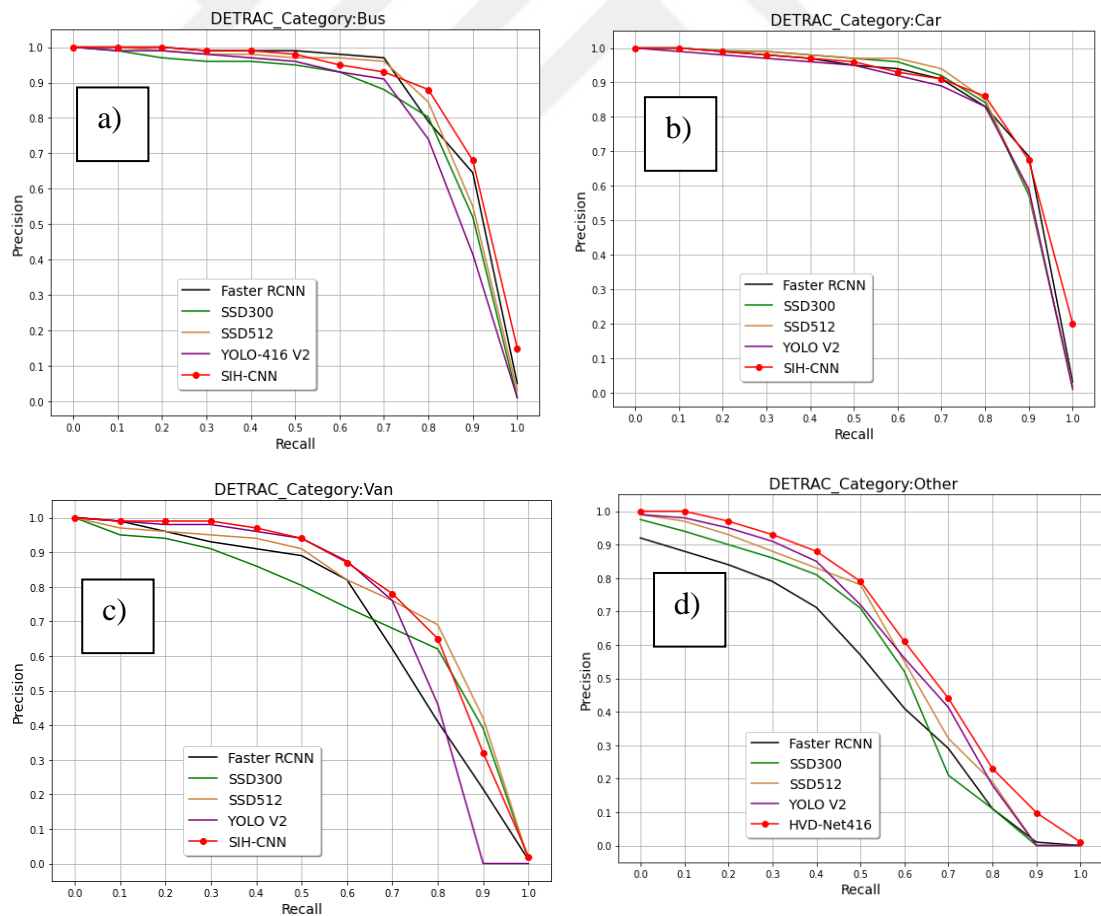 DETRAC_Category:Bus
a)
Precision
1.0
0.9
0.8
0.7
0.6
0.5
0.4
0.3
0.2
0.1
0.0
Faster RCNN
SSD300
SSD512
YOLO-416 V2
SIH-CNN
0.0 0.1 0.2 0.3 0.4 0.5 0.6 0.7 0.8 0.9 1.0
Recall
DETRAC_Category:Car
b)
Precision
1.0
0.9
0.8
0.7
0.6
0.5
0.4
0.3
0.2
0.1
0.0
Faster RCNN
SSD300
SSD512
YOLO V2
SIH-CNN
0.0 0.1 0.2 0.3 0.4 0.5 0.6 0.7 0.8 0.9 1.0
Recall
DETRAC_Category:Van
c)
Precision
1.0
0.9
0.8
0.7
0.6
0.5
0.4
0.3
0.2
0.1
0.0
Faster RCNN
SSD300
SSD512
YOLO V2
SIH-CNN
0.0 0.1 0.2 0.3 0.4 0.5 0.6 0.7 0.8 0.9 1.0
Recall
DETRAC_Category:Other
d)
Precision
1.0
0.9
0.8
0.7
0.6
0.5
0.4
0.3
0.2
0.1
0.0
Faster RCNN
SSD300
SSD512
YOLO V2
HVD-Net416
0.0 0.1 0.2 0.3 0.4 0.5 0.6 0.7 0.8 0.9 1.0
Recall